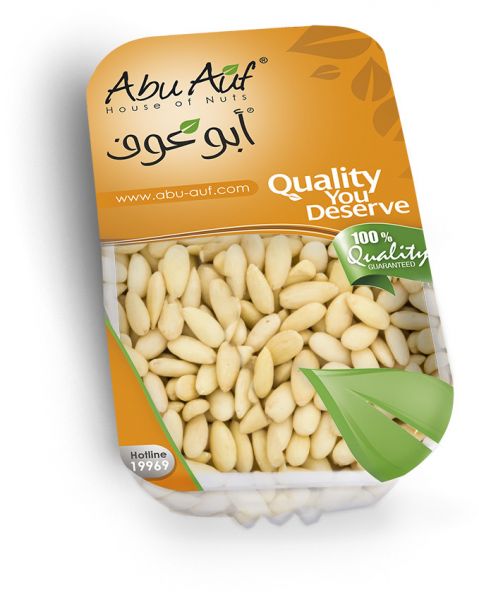 Abu Auf®
House of Nuts
أبو عوف®
www.abu-auf.com
Quality
You
Deserve
100%
Quality
GUARANTEED
Hotline
19969